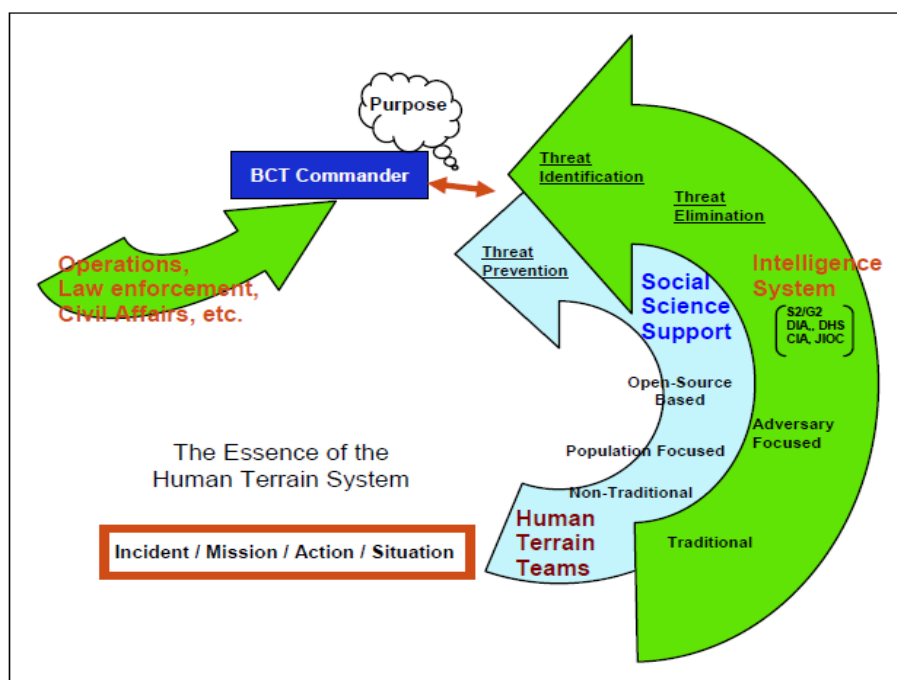 Purpose
BCT Commander
Threat
Identification
Threat
Elimination
Threat
Prevention
Operations,
Law enforcement,
Civil Affairs, etc.
Social
Science
Support
Intelligence
System
S2/G2
DIA,, DHS
CIA, JIOC
Open-Source
Based
Adversary
Focused
Population Focused
The Essence of the
Human Terrain System
Non-Traditional
Human
Terrain
Teams
Traditional
Incident / Mission / Action / Situation